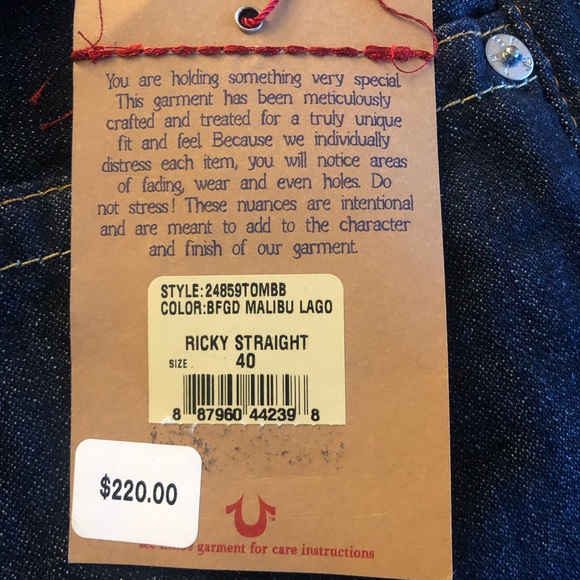 You are holding something very special.
This garment has been meticulously
crafted and treated for a truly unique
fit and feel. Because we individually
distress each item, you will notice areas
of fading, wear and even holes. Do
not stress! These nuances are intentional
and are meant to add to the character
and finish of our garment.
STYLE:24859TOMBB
COLOR:BFGD MALIBU LAGO
RICKY STRAIGHT
SIZE. 40
8 87960 44239 8
$220.00
garment for care instructions